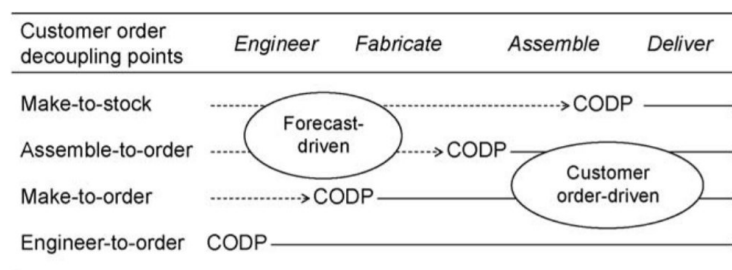 Customer order
decoupling points
Engineer Fabricate Assemble Deliver
Make-to-stock CODP
Forecast-
driven
Assemble-to-order CODP
Customer
order-driven
Make-to-order CODP
Engineer-to-order CODP